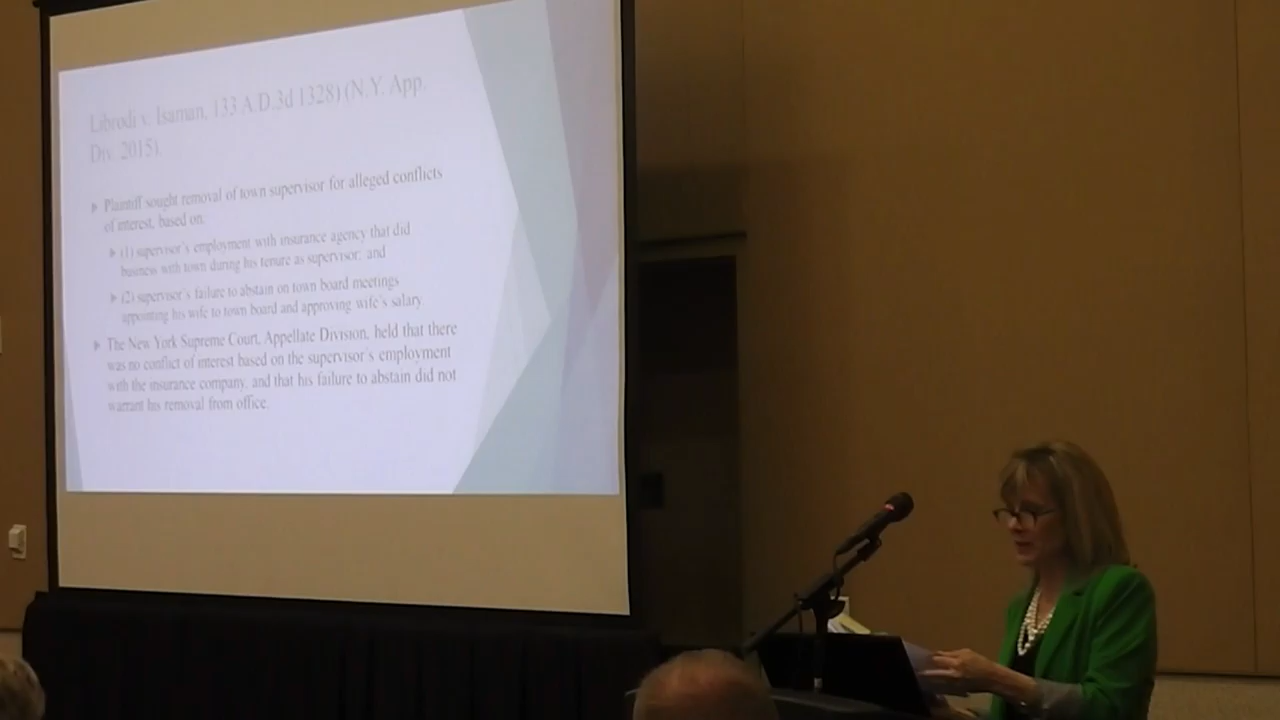 Librodi v. Isaman, 133 A.D.3d 1328) (N.Y. App.
Div. 2015).
Plaintiff sought removal of town supervisor for alleged conflicts
of interest, based on:
(1) supervisor's employment with insurance agency that did
business with town during his tenure as supervisor; and
(2) supervisor's failure to abstain on town board meetings
appointing his wife to town board and approving wife's salary
The New York Supreme Court, Appellate Division, held that there
was no conflict of interest based on the supervisor's employment
with the insurance company, and that his failure to abstain did not
warrant his removal from office.